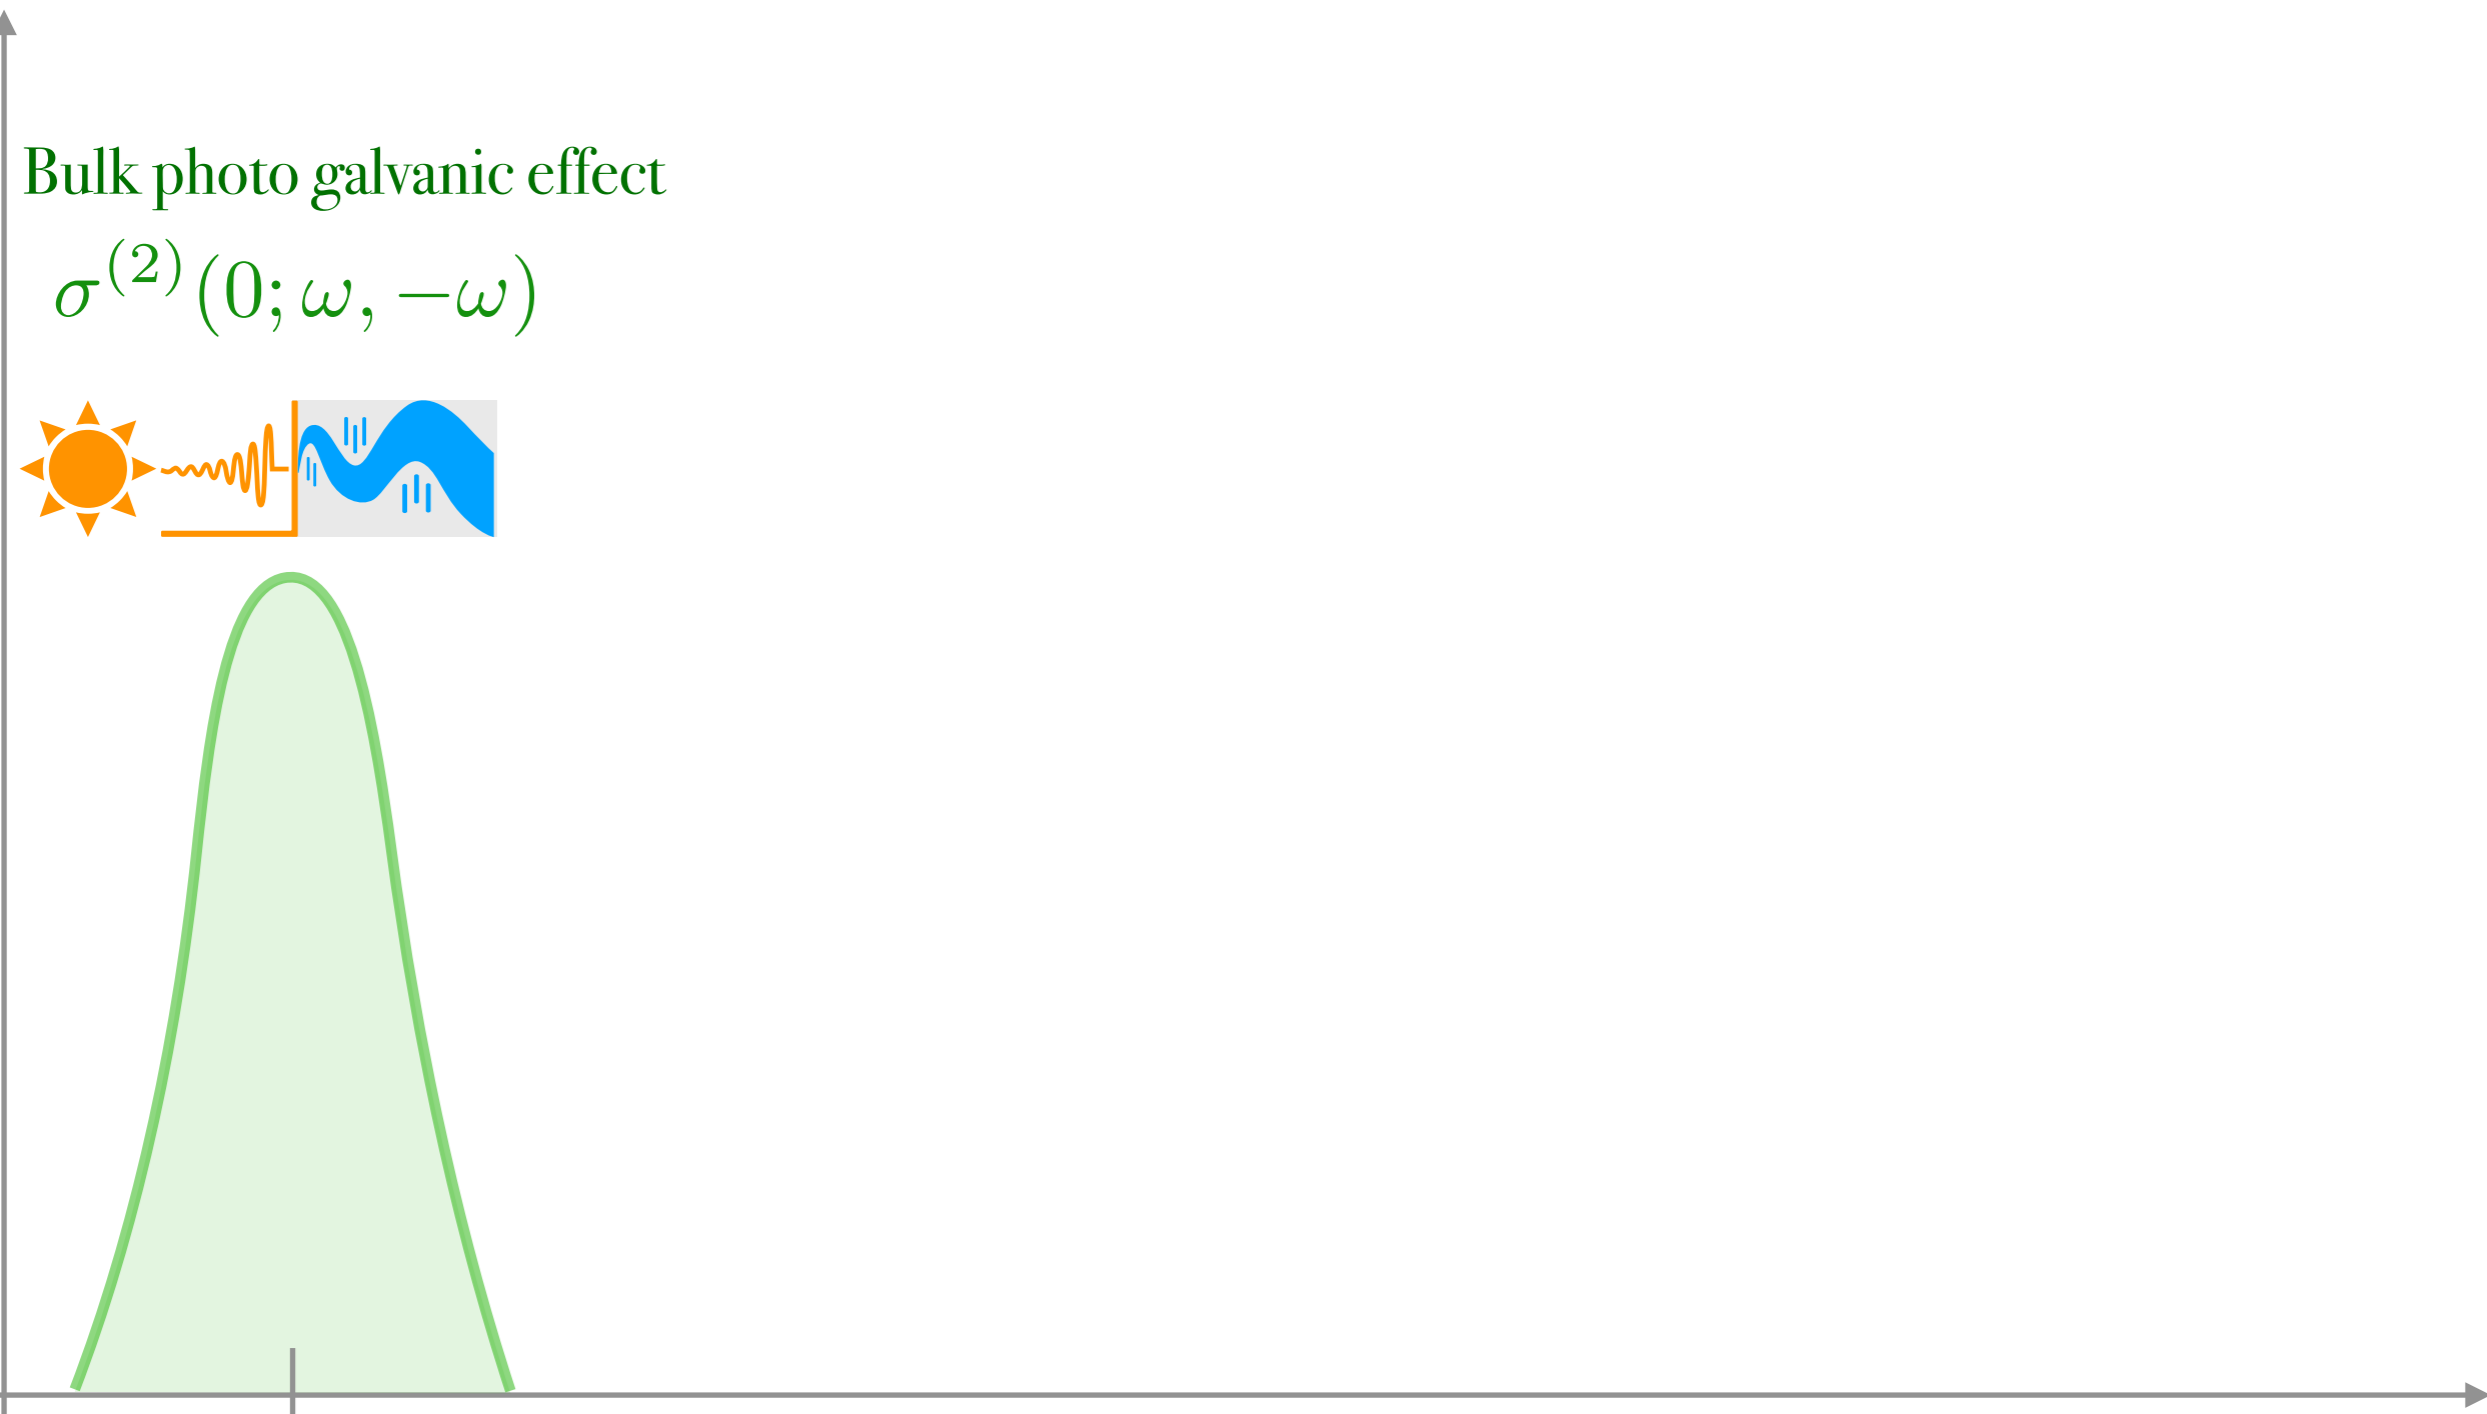 Bulk photo galvanic effect
σ^(2)(0; ω, −ω)